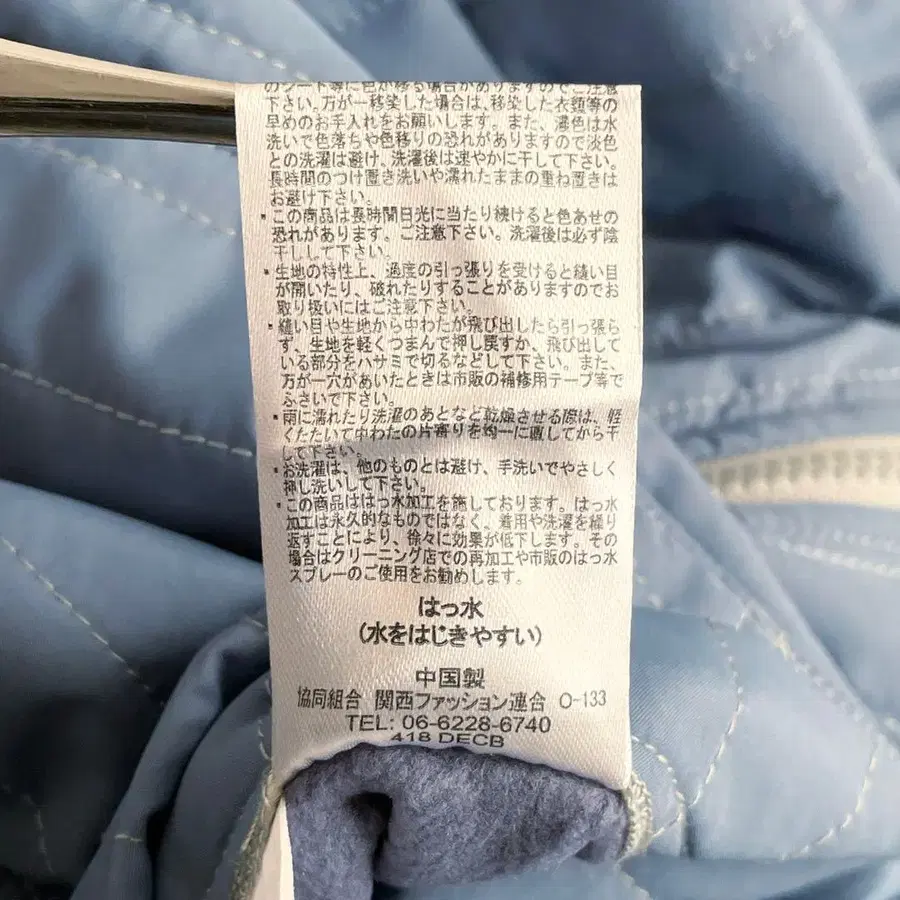 のシート等に色が移る場合がありますのでご注意
下さい。万が一移染した場合は、移染した衣類等の
早めのお手入れをお願いします。また、濃色は水
洗いで色落ちや色移りの恐れがありますので淡色
との洗濯は避け、洗濯後は速やかに干して下さい。
長時間のつけ置き洗いや濡れたままの重ね置きは
お避け下さい。
・この商品は長時間日光に当たり続けると色あせの
恐れがあります。ご注意下さい。洗濯後は必ず陰
干しして下さい。
・生地の特性上、過度の引っ張りを受けると縫い目
が開いたり、破れたりすることがありますのでお
取り扱いにはご注意下さい。
・縫い目や生地から中わたが飛び出したら引っ張ら
ず、生地を軽くつまんで押し戻すか、飛び出して
いる部分をハサミで切るなどして下さい。また、
万が一穴があいたときは市販の補修用テープ等で
ふさいで下さい。
・雨に濡れたり洗濯のあとなど乾燥させる際は、軽
くたたいて中わたの片寄りを均一に直してから干
して下さい。
・お洗濯は、他のものとは避け、手洗いでやさしく
押し洗いして下さい。
・この商品ははっ水加工を施しております。はっ水
加工は永久的なものではなく、着用や洗濯を繰り
返すことにより、徐々に効果が低下します。その
場合はクリーニング店での再加工や市販のはっ水
スプレーのご使用をお勧めします。
はっ水
(水をはじきやすい)
中国製
協同組合 関西ファッション連合 O-133
TEL: 06-6228-6740
418 DECB